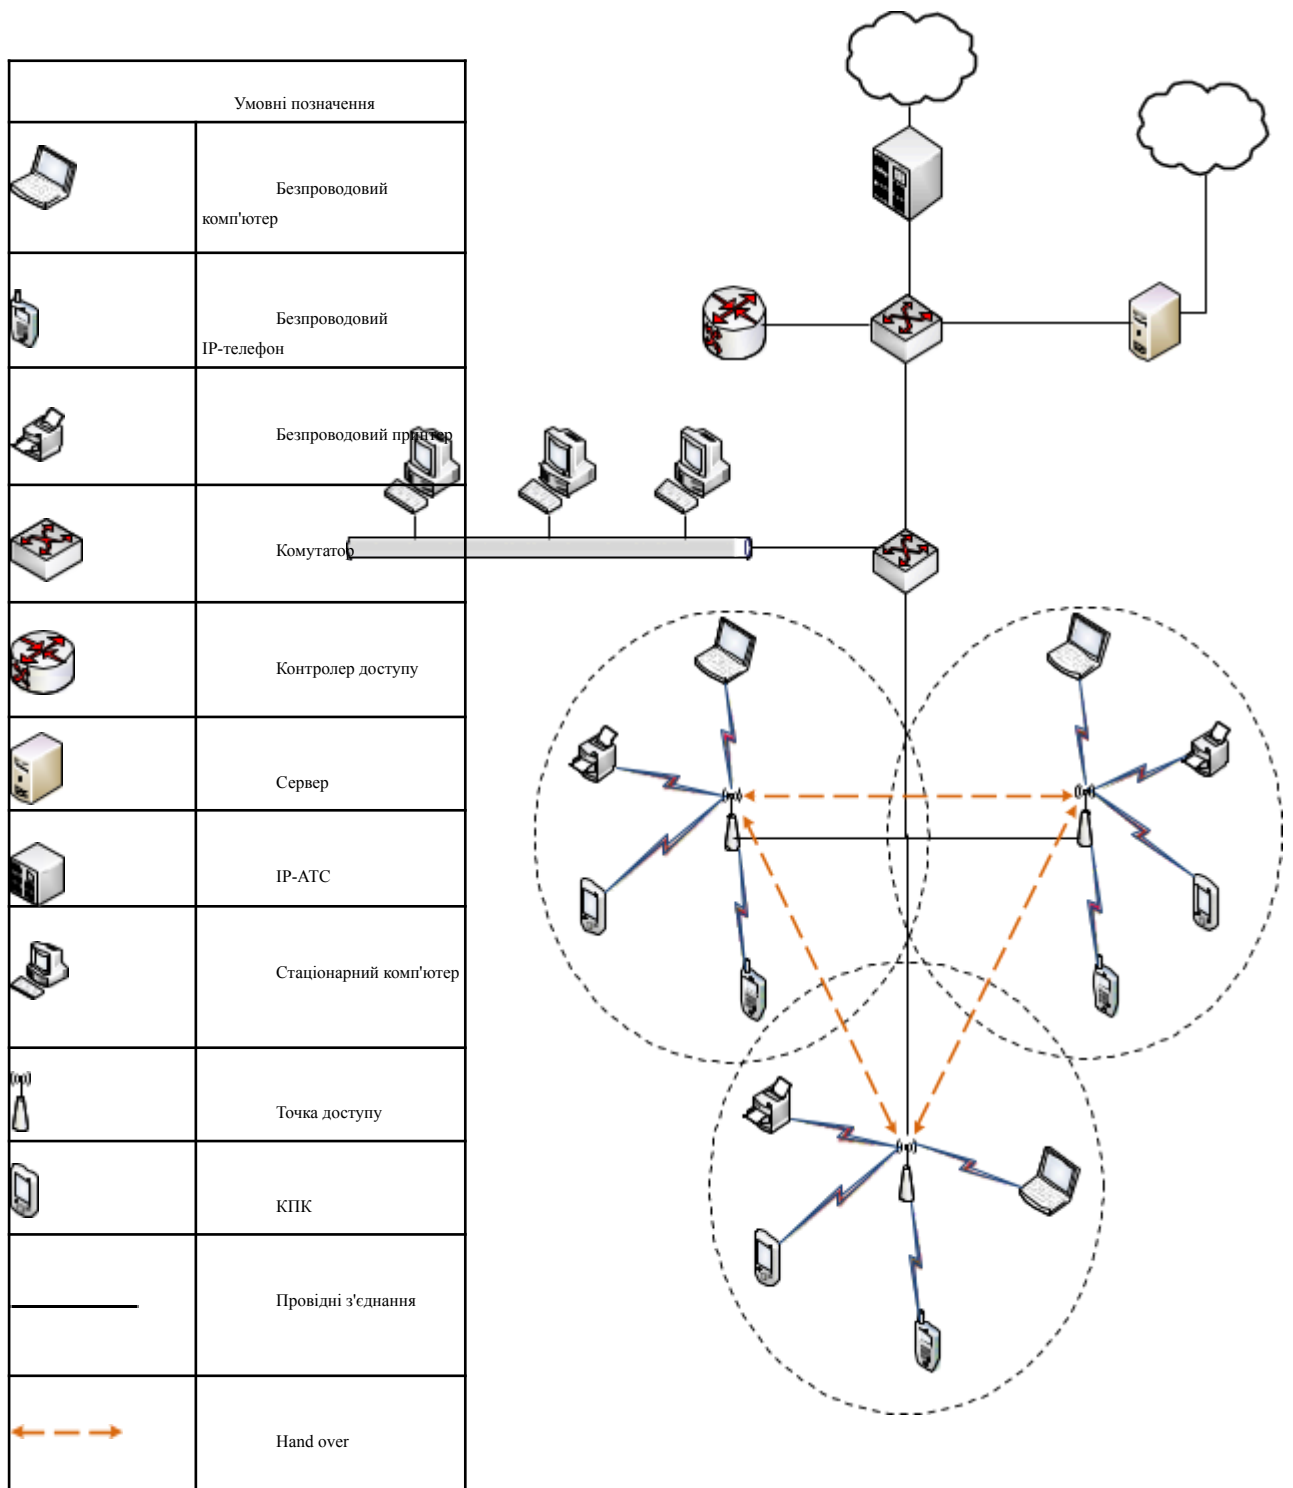 Умовні позначення
Безпроводовий
комп'ютер
Безпроводовий
IP-телефон
Безпроводовий принтер
Комутатор
Контролер доступу
Сервер
IP-АТС
Стаціонарний комп'ютер
Точка доступу
КПК
Провідні з'єднання
Hand over